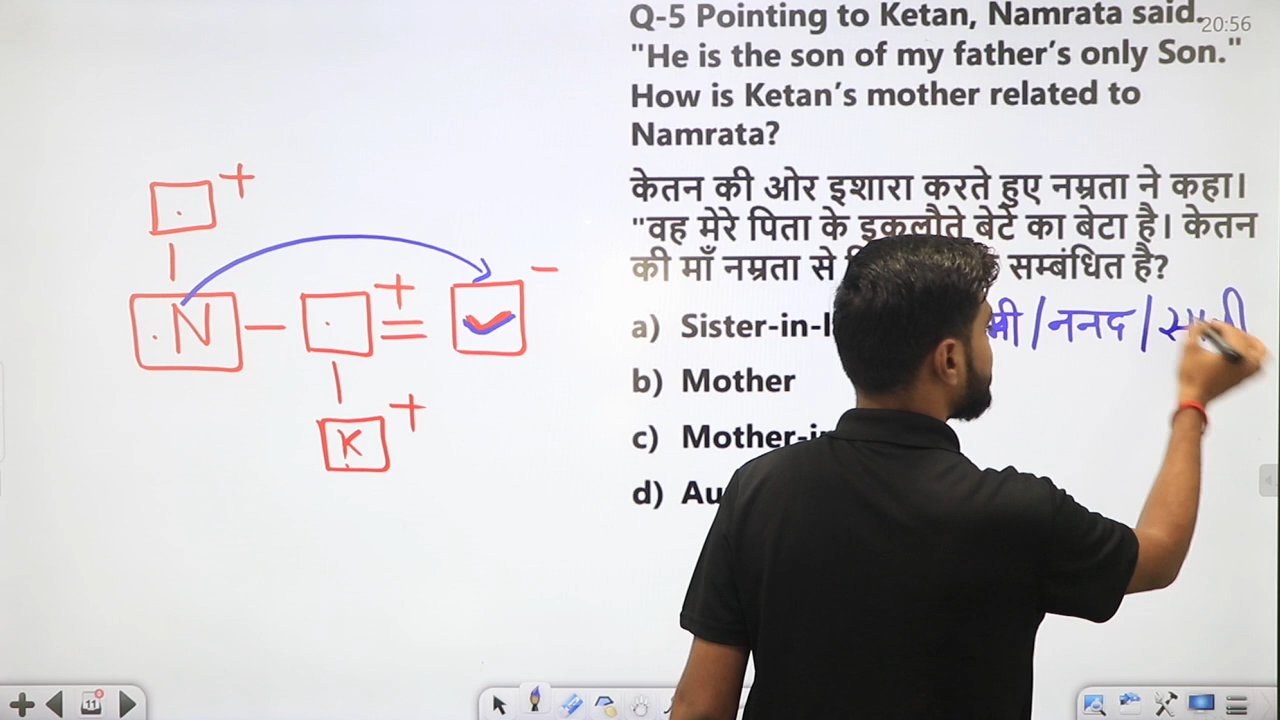 Q-5 Pointing to Ketan, Namrata said.
20:56
"He is the son of my father's only Son."
How is Ketan's mother related to
Namrata?
केतन की ओर इशारा करते हुए नम्रता ने कहा।
"वह मेरे पिता के इकलौते बेटे का बेटा है। केतन
की माँ नम्रता से सम्बंधित है?
a) Sister-in-l
/ ननद /
b) Mother
c) Mother-i
d) Au
+
N — + = -
K +
11